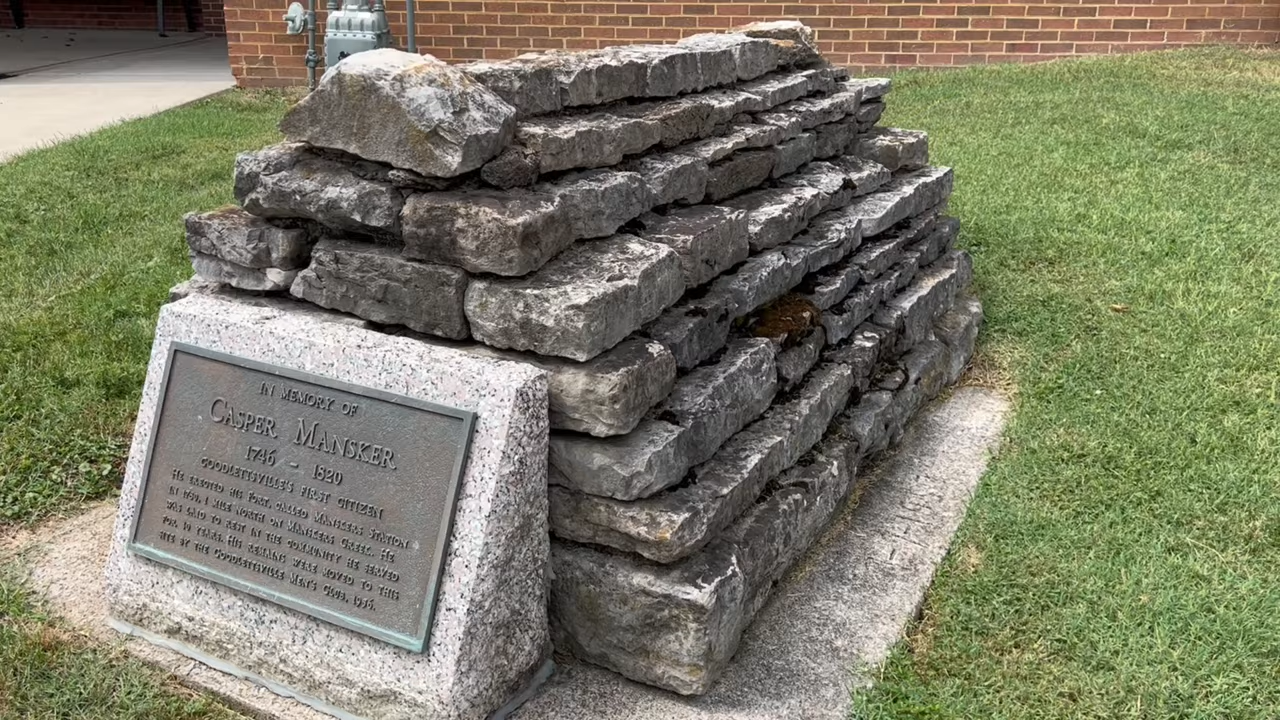 IN MEMORY OF
CASPER MANSKER
1746 - 1820
GOODLETTSVILLE'S FIRST CITIZEN
HE ERECTED HIS FORT, CALLED MANSCERS STATION
IN 1780, 1 MILE NORTH ON MANSCERS CREEK. HE
WAS LAID TO REST IN THE COMMUNITY HE SERVED
FOR 40 YEARS. HIS REMAINS WERE MOVED TO THIS
SITE BY THE GOODLETTSVILLE MEN'S CLUB, 1956.